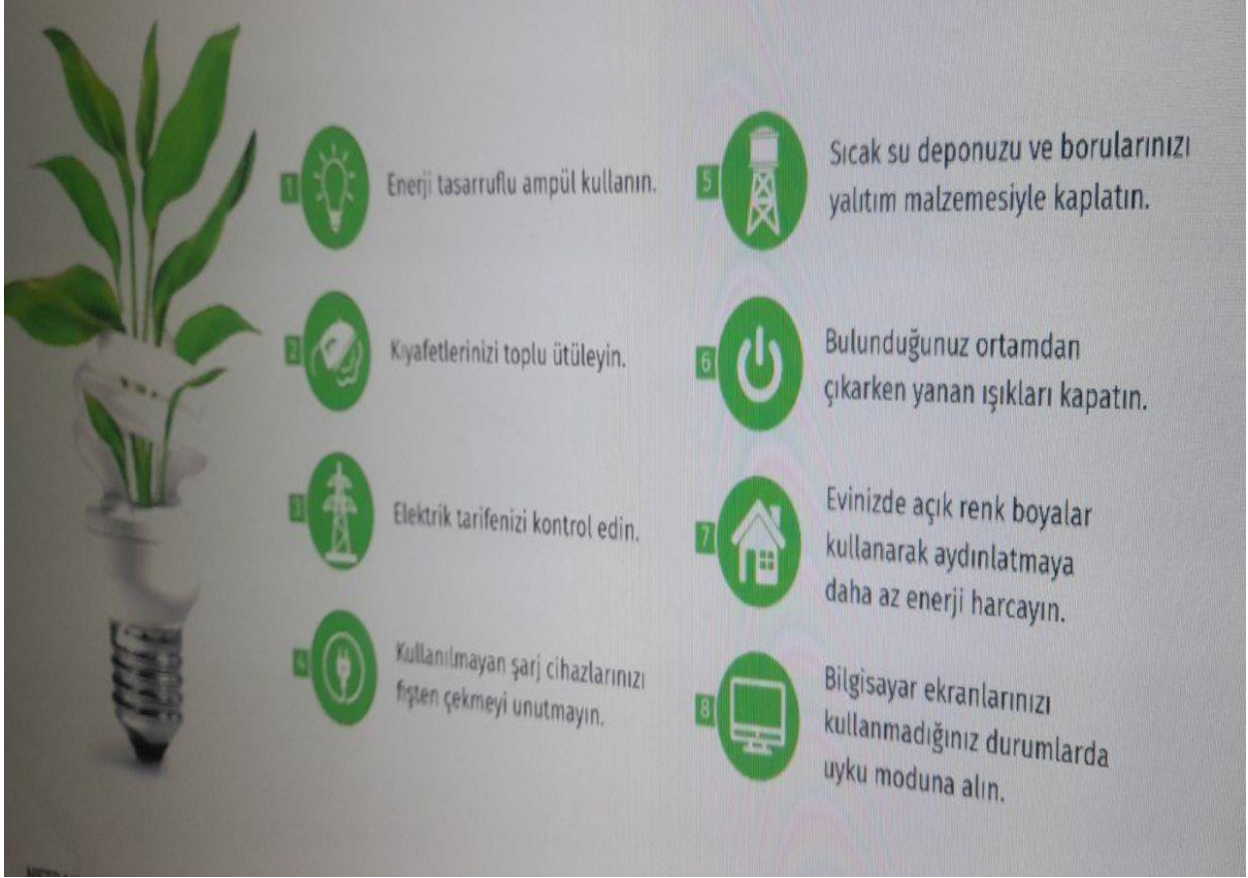 1
Enerji tasarruflu ampül kullanın.
2
Kıyafetlerinizi toplu ütüleyin.
3
Elektrik tarifenizi kontrol edin.
4
Kullanılmayan şarj cihazlarınızı
fişten çekmeyi unutmayın.
5
Sıcak su deponuzu ve borularınızı
yalıtım malzemesiyle kaplatın.
6
Bulunduğunuz ortamdan
çıkarken yanan ışıkları kapatın.
7
Evinizde açık renk boyalar
kullanarak aydınlatmaya
daha az enerji harcayın.
8
Bilgisayar ekranlarınızı
kullanmadığınız durumlarda
uyku moduna alın.